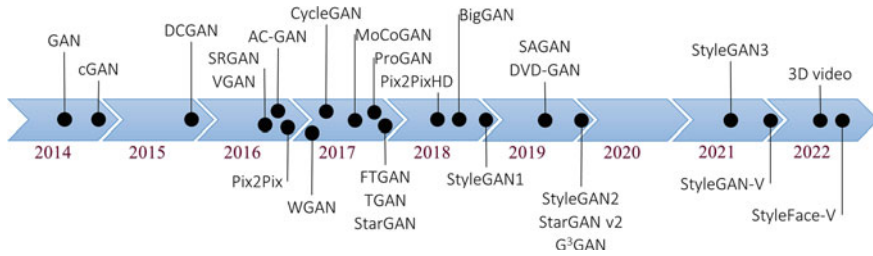 GAN
cGAN
DCGAN
SRGAN
VGAN
AC-GAN
CycleGAN
MoCoGAN
ProGAN
Pix2PixHD
BigGAN
SAGAN
DVD-GAN
StyleGAN3
3D video
2014
2015
2016
2017
2018
2019
2020
2021
2022
Pix2Pix
WGAN
FTGAN
TGAN
StarGAN
StyleGAN1
StyleGAN2
StarGAN v2
G³GAN
StyleGAN-V
StyleFace-V